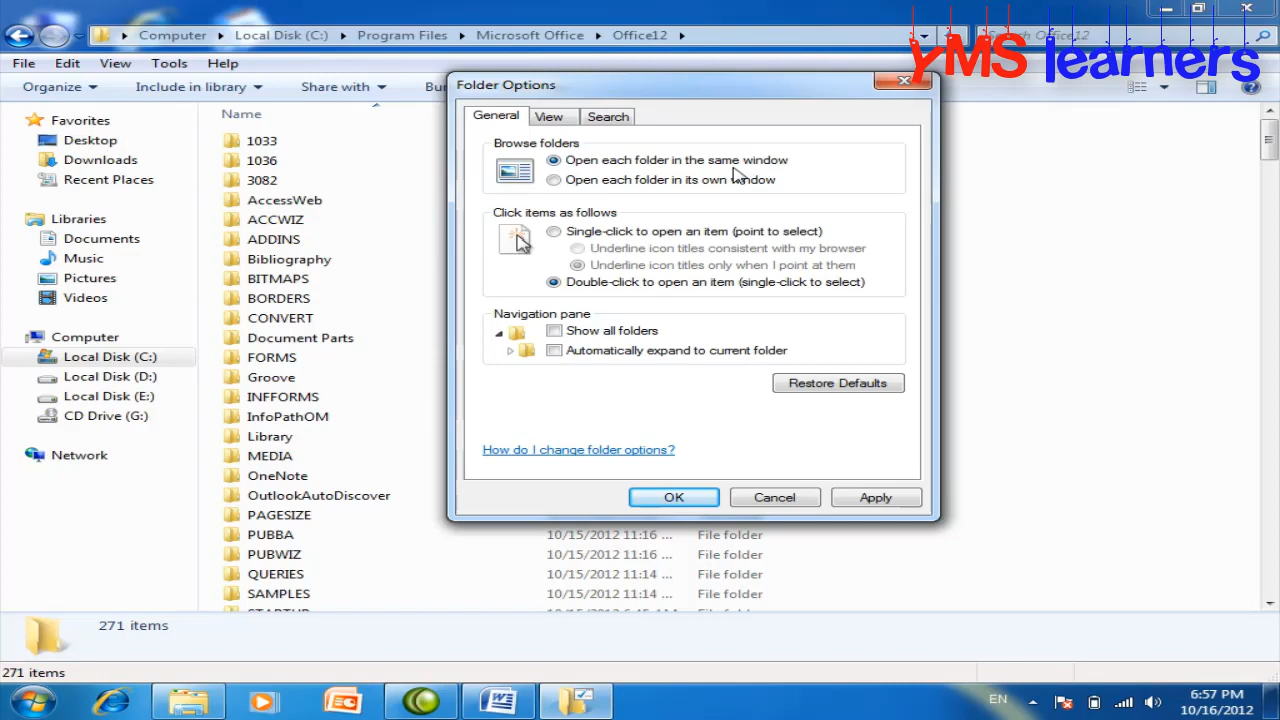 Computer Local Disk (C:) Program Files Microsoft Office Office12
Search Office12
YMS learners
File Edit View Tools Help
Organize Include in library Share with
Folder Options
General View Search
Browse folders
Open each folder in the same window
Open each folder in its own window
Click items as follows
Single-click to open an item (point to select)
Underline icon titles consistent with my browser
Underline icon titles only when I point at them
Double-click to open an item (single-click to select)
Navigation pane
Show all folders
Automatically expand to current folder
Restore Defaults
How do I change folder options?
OK Cancel Apply
Favorites
Desktop
Downloads
Recent Places
Libraries
Documents
Music
Pictures
Videos
Computer
Local Disk (C:)
Local Disk (D:)
Local Disk (E:)
CD Drive (G:)
Network
Name
1033
1036
3082
AccessWeb
ACCWIZ
ADDINS
Bibliography
BITMAPS
BORDERS
CONVERT
Document Parts
FORMS
Groove
INFFORMS
InfoPathOM
Library
MEDIA
OneNote
OutlookAutoDiscover
PAGESIZE
PUBBA 10/15/2012 11:16 ... File folder
PUBWIZ 10/15/2012 11:16 ... File folder
QUERIES 10/15/2012 11:14 ... File folder
SAMPLES 10/15/2012 11:14 ... File folder
271 items
271 items
EN
6:57 PM
10/16/2012